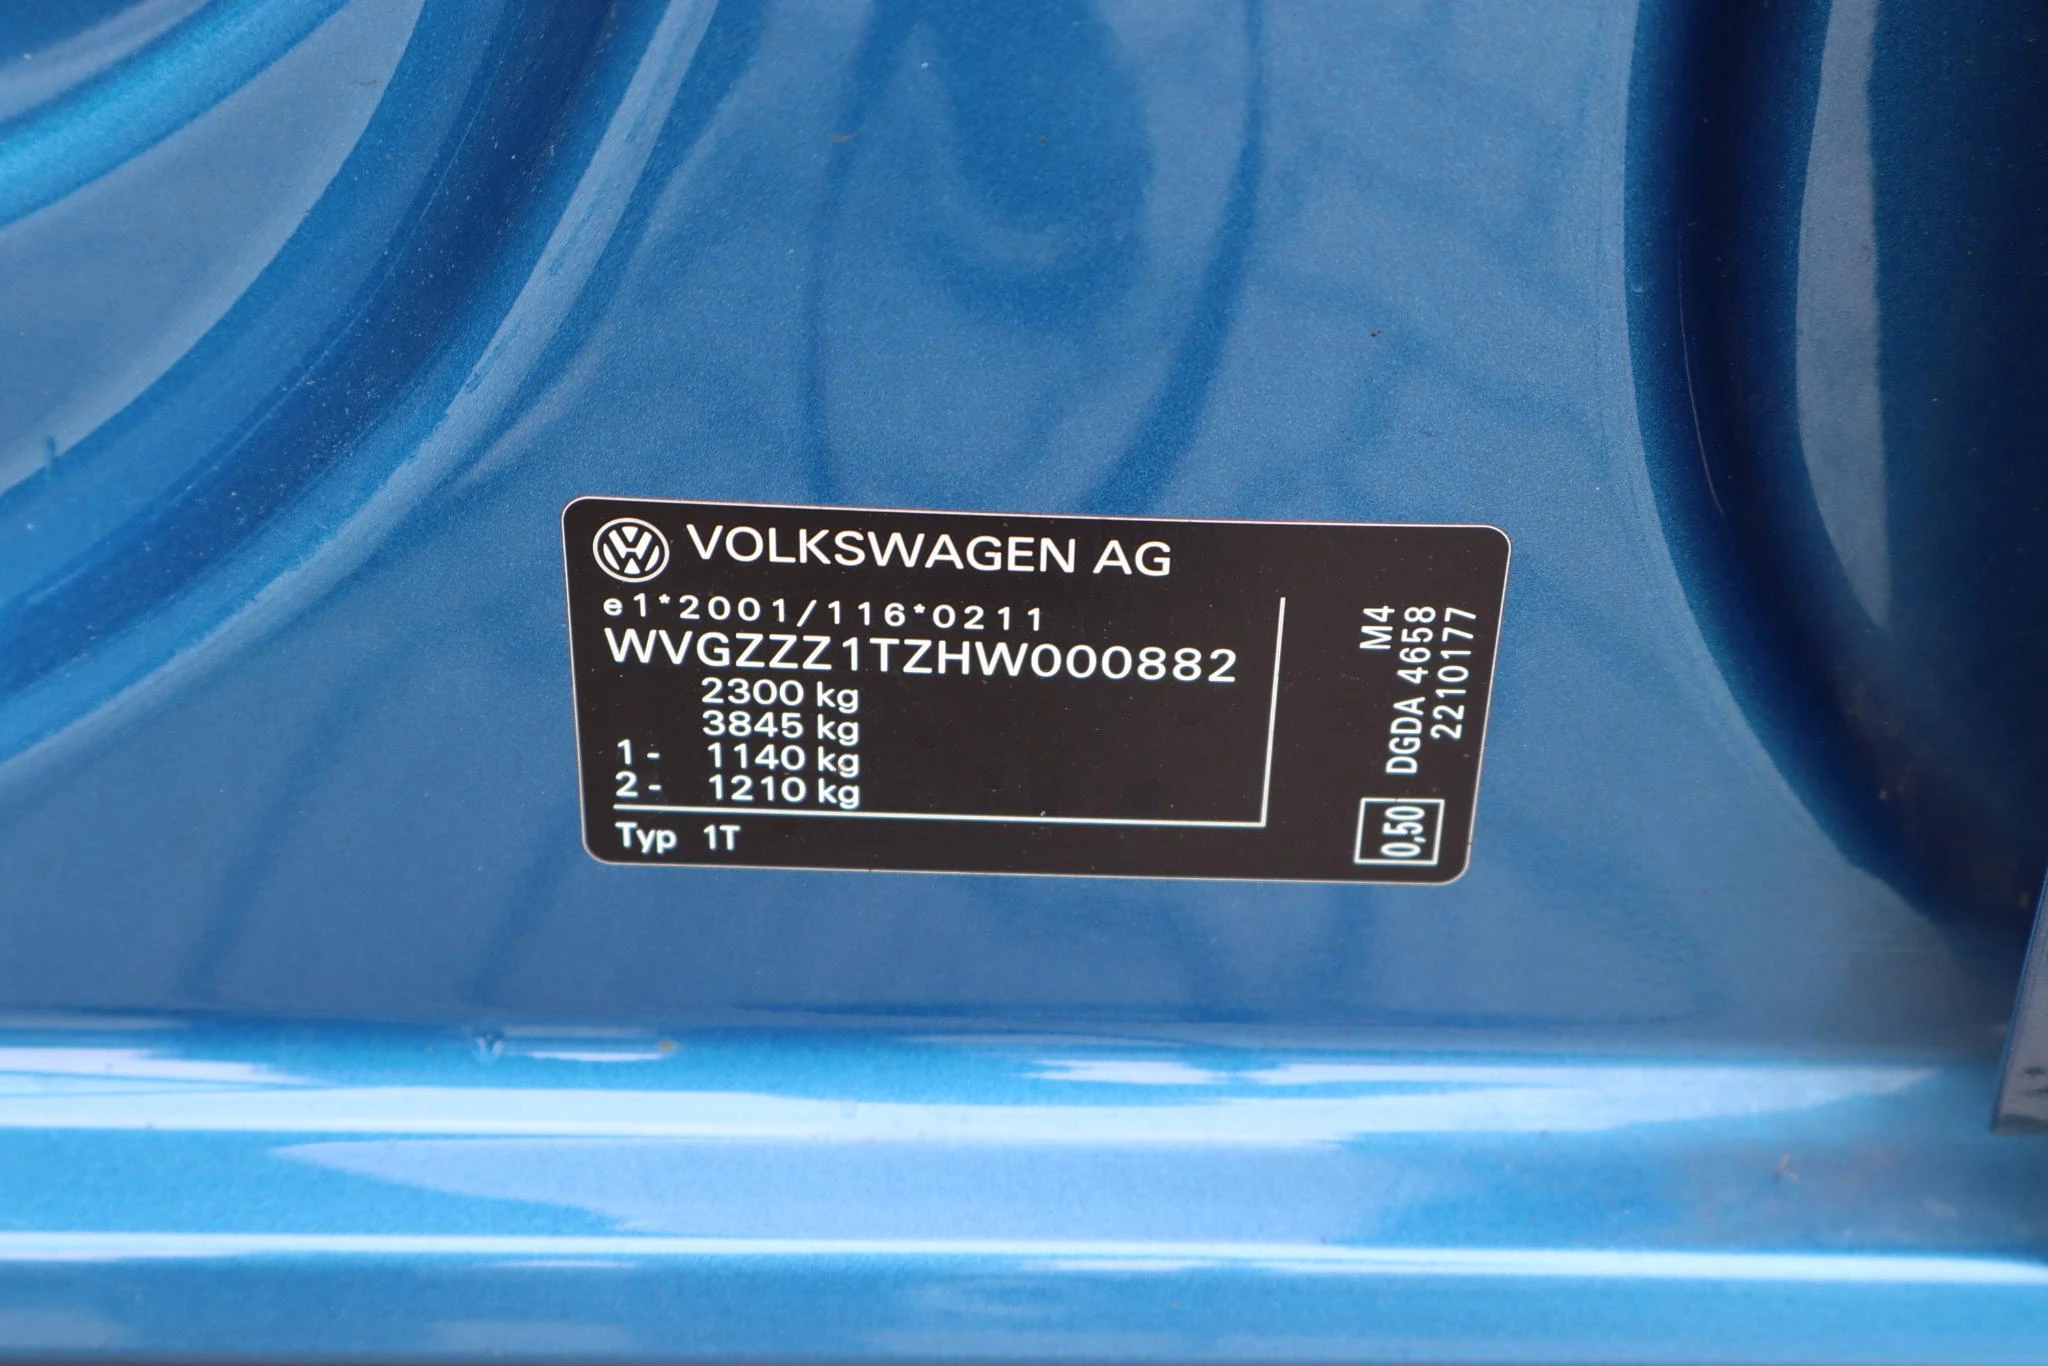 VOLKSWAGEN AG
e1*2001/116*0211
WVGZZZ1TZHW000882
2300 kg
3845 kg
1- 1140 kg
2- 1210 kg
Typ 1T
M4
DGDA 4658
2210177
0,50